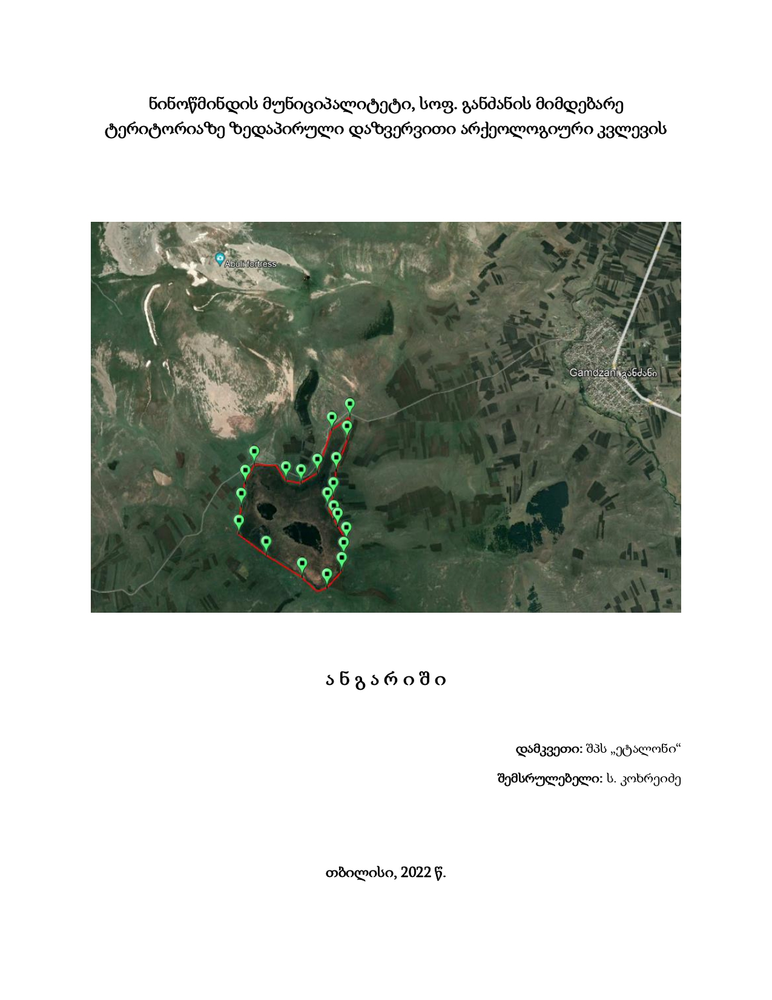 ნინოწმინდის მუნიციპალიტეტი, სოფ. განძანის მიმდებარე
ტერიტორიაზე ზედაპირული დაზვერვითი არქეოლოგიური კვლევის
Abuli fortress
Gamdzani განძანი
ა ნ გ ა რ ი შ ი
დამკვეთი: შპს „ეტალონი“
შემსრულებელი: ს. კოხრეიძე
თბილისი, 2022 წ.